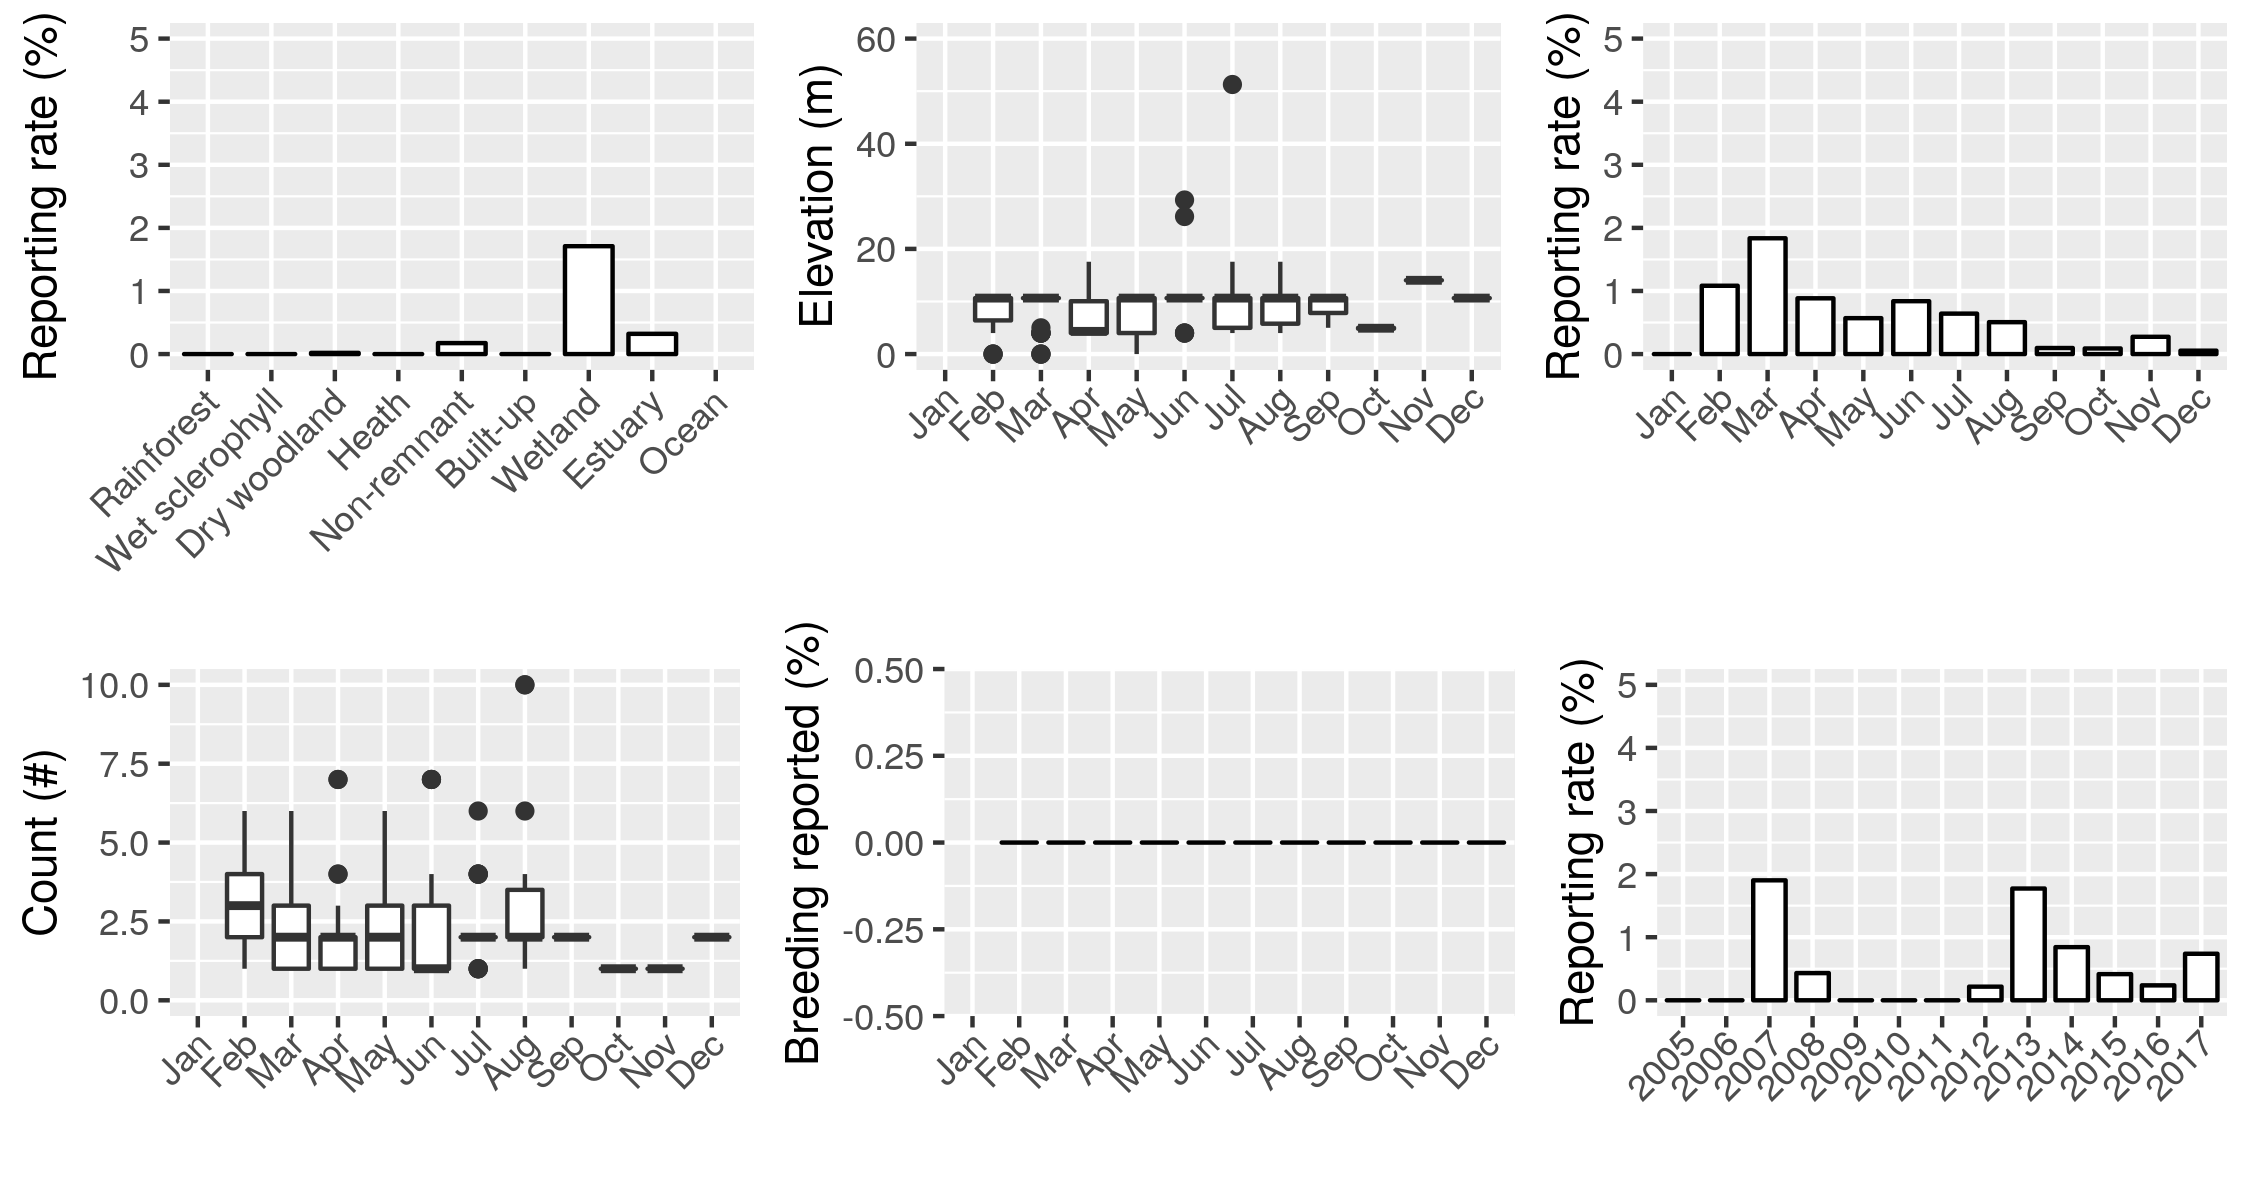 Reporting rate (%)
5
4
3
2
1
0
Rainforest
Wet sclerophyll
Dry woodland
Heath
Non-remnant
Built-up
Wetland
Estuary
Ocean
Elevation (m)
60
40
20
0
Jan
Feb
Mar
Apr
May
Jun
Jul
Aug
Sep
Oct
Nov
Dec
Reporting rate (%)
5
4
3
2
1
0
Jan
Feb
Mar
Apr
May
Jun
Jul
Aug
Sep
Oct
Nov
Dec
Count (#)
10.0
7.5
5.0
2.5
0.0
Jan
Feb
Mar
Apr
May
Jun
Jul
Aug
Sep
Oct
Nov
Dec
Breeding reported (%)
0.50
0.25
0.00
-0.25
-0.50
Jan
Feb
Mar
Apr
May
Jun
Jul
Aug
Sep
Oct
Nov
Dec
Reporting rate (%)
5
4
3
2
1
0
2005
2006
2007
2008
2009
2010
2011
2012
2013
2014
2015
2016
2017